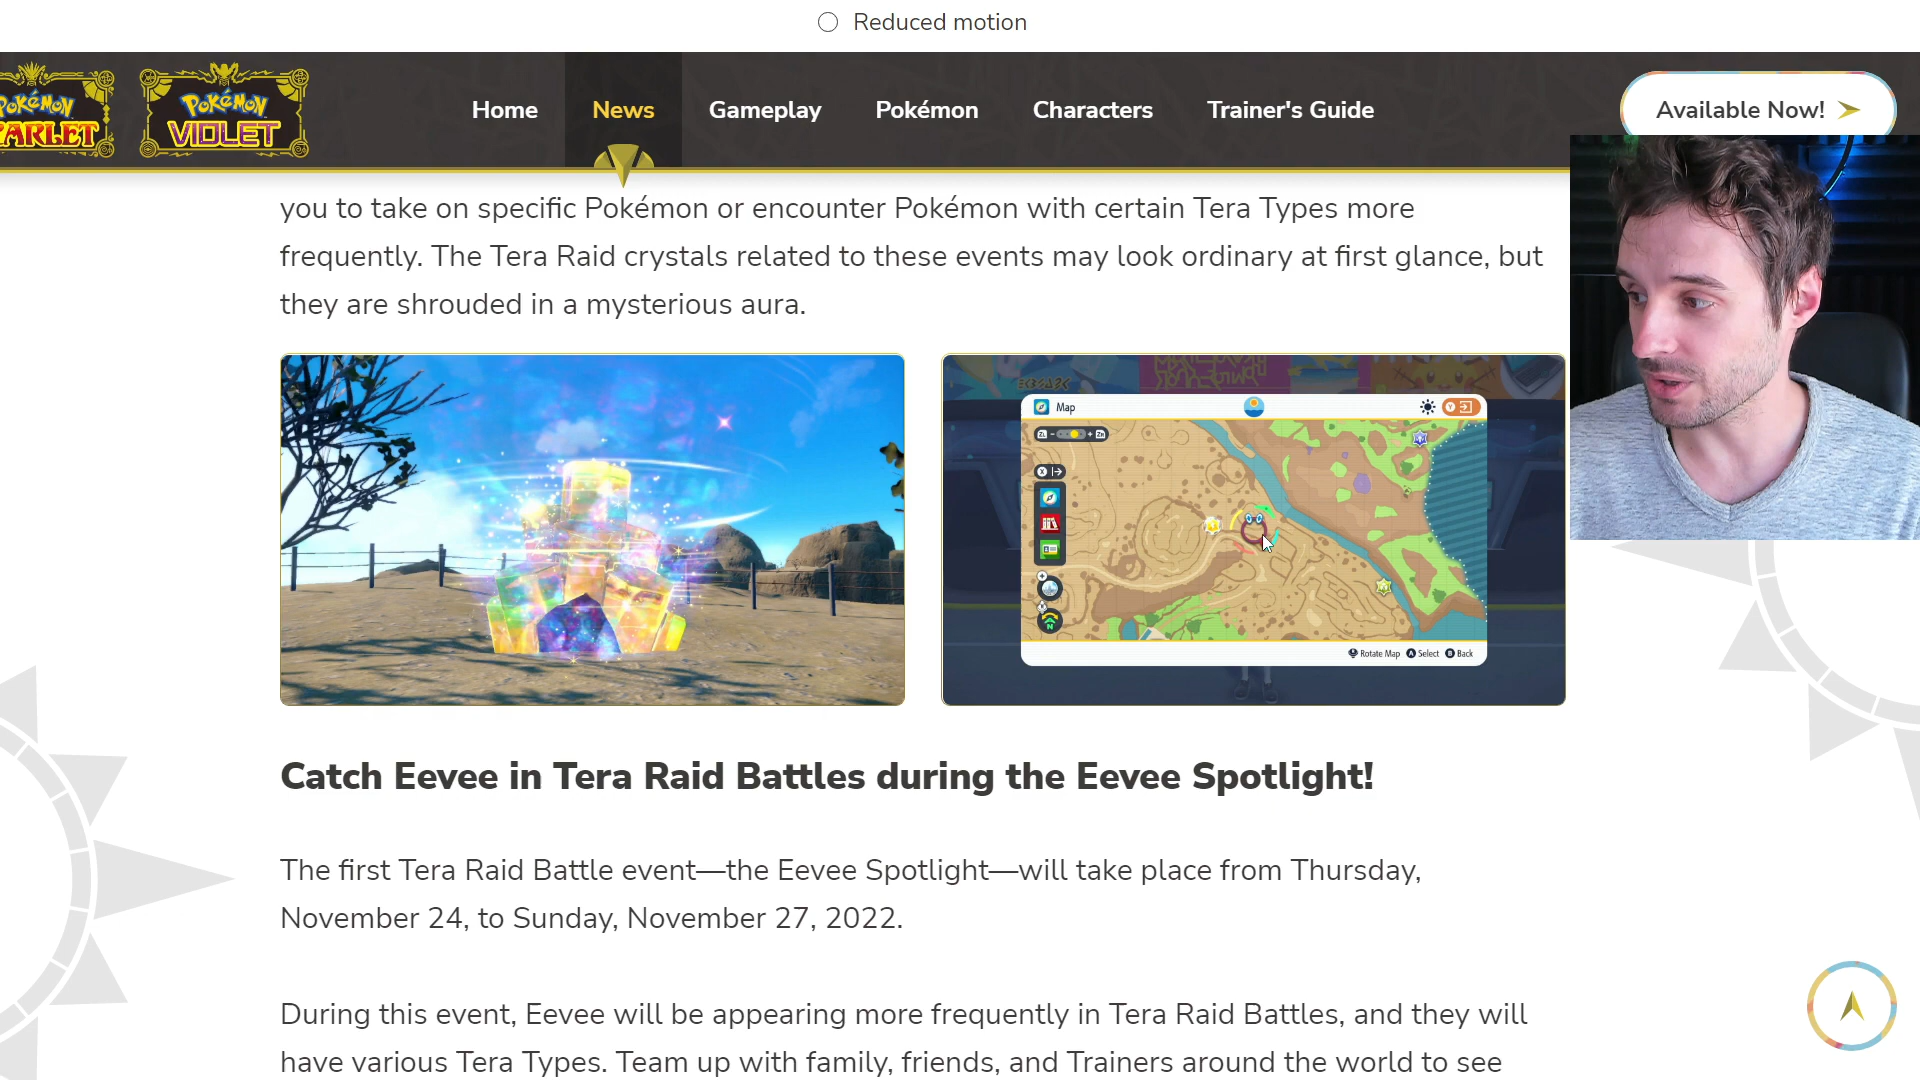 Reduced motion
POKÉMON SCARLET
POKÉMON VIOLET
Home News Gameplay Pokémon Characters Trainer's Guide
Available Now!
you to take on specific Pokémon or encounter Pokémon with certain Tera Types more
frequently. The Tera Raid crystals related to these events may look ordinary at first glance, but
they are shrouded in a mysterious aura.
Map
Y
ZL - + ZR
X
N
Rotate Map A Select B Back
Catch Eevee in Tera Raid Battles during the Eevee Spotlight!
The first Tera Raid Battle event—the Eevee Spotlight—will take place from Thursday,
November 24, to Sunday, November 27, 2022.
During this event, Eevee will be appearing more frequently in Tera Raid Battles, and they will
have various Tera Types. Team up with family, friends, and Trainers around the world to see